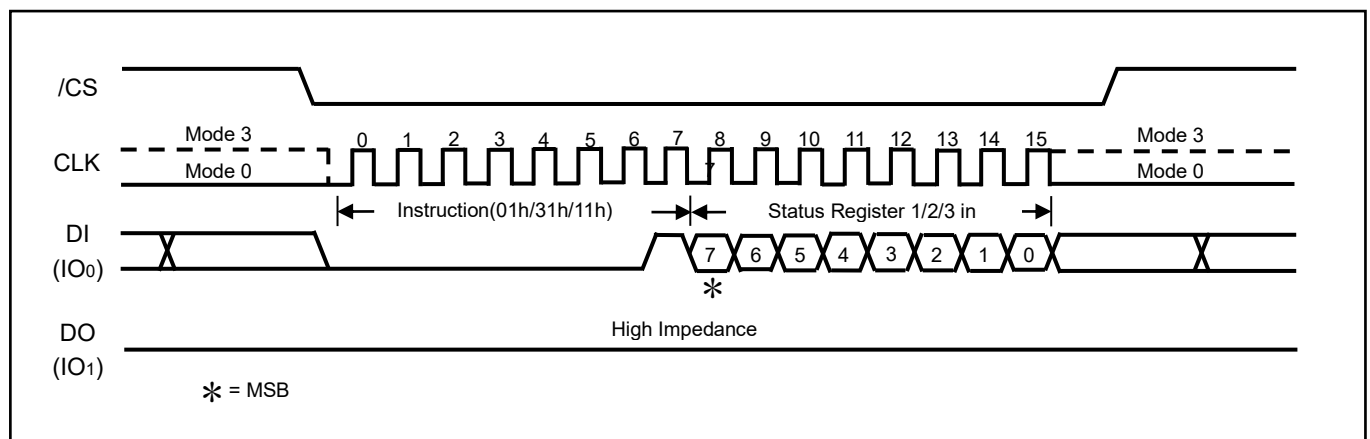 /CS
Mode 3
0 1 2 3 4 5 6 7 8 9 10 11 12 13 14 15
Mode 3
CLK
Mode 0
7
Mode 0
Instruction(01h/31h/11h)
Status Register 1/2/3 in
DI
(IO0)
7 6 5 4 3 2 1 0
*
DO
(IO1)
High Impedance
* = MSB